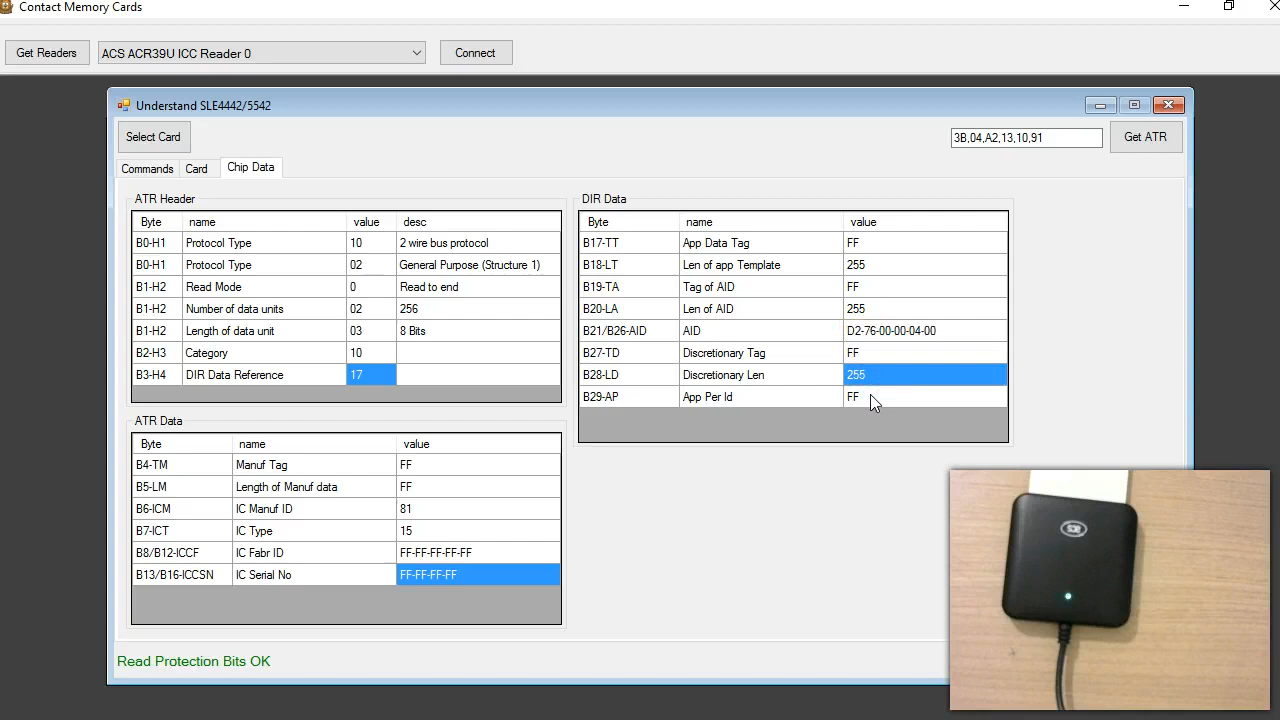 Contact Memory Cards
Get Readers ACS ACR39U ICC Reader 0 Connect
Understand SLE4442/5542
Select Card 3B,04,A2,13,10,91 Get ATR
Commands Card Chip Data
ATR Header
Byte name value desc
B0-H1 Protocol Type 10 2 wire bus protocol
B0-H1 Protocol Type 02 General Purpose (Structure 1)
B1-H2 Read Mode 0 Read to end
B1-H2 Number of data units 02 256
B1-H2 Length of data unit 03 8 Bits
B2-H3 Category 10
B3-H4 DIR Data Reference 17
ATR Data
Byte name value
B4-TM Manuf Tag FF
B5-LM Length of Manuf data FF
B6-ICM IC Manuf ID 81
B7-ICT IC Type 15
B8/B12-ICCF IC Fabr ID FF-FF-FF-FF-FF
B13/B16-ICCSN IC Serial No FF-FF-FF-FF
DIR Data
Byte name value
B17-TT App Data Tag FF
B18-LT Len of app Template 255
B19-TA Tag of AID FF
B20-LA Len of AID 255
B21/B26-AID AID D2-76-00-00-04-00
B27-TD Discretionary Tag FF
B28-LD Discretionary Len 255
B29-AP App Per Id FF
Read Protection Bits OK